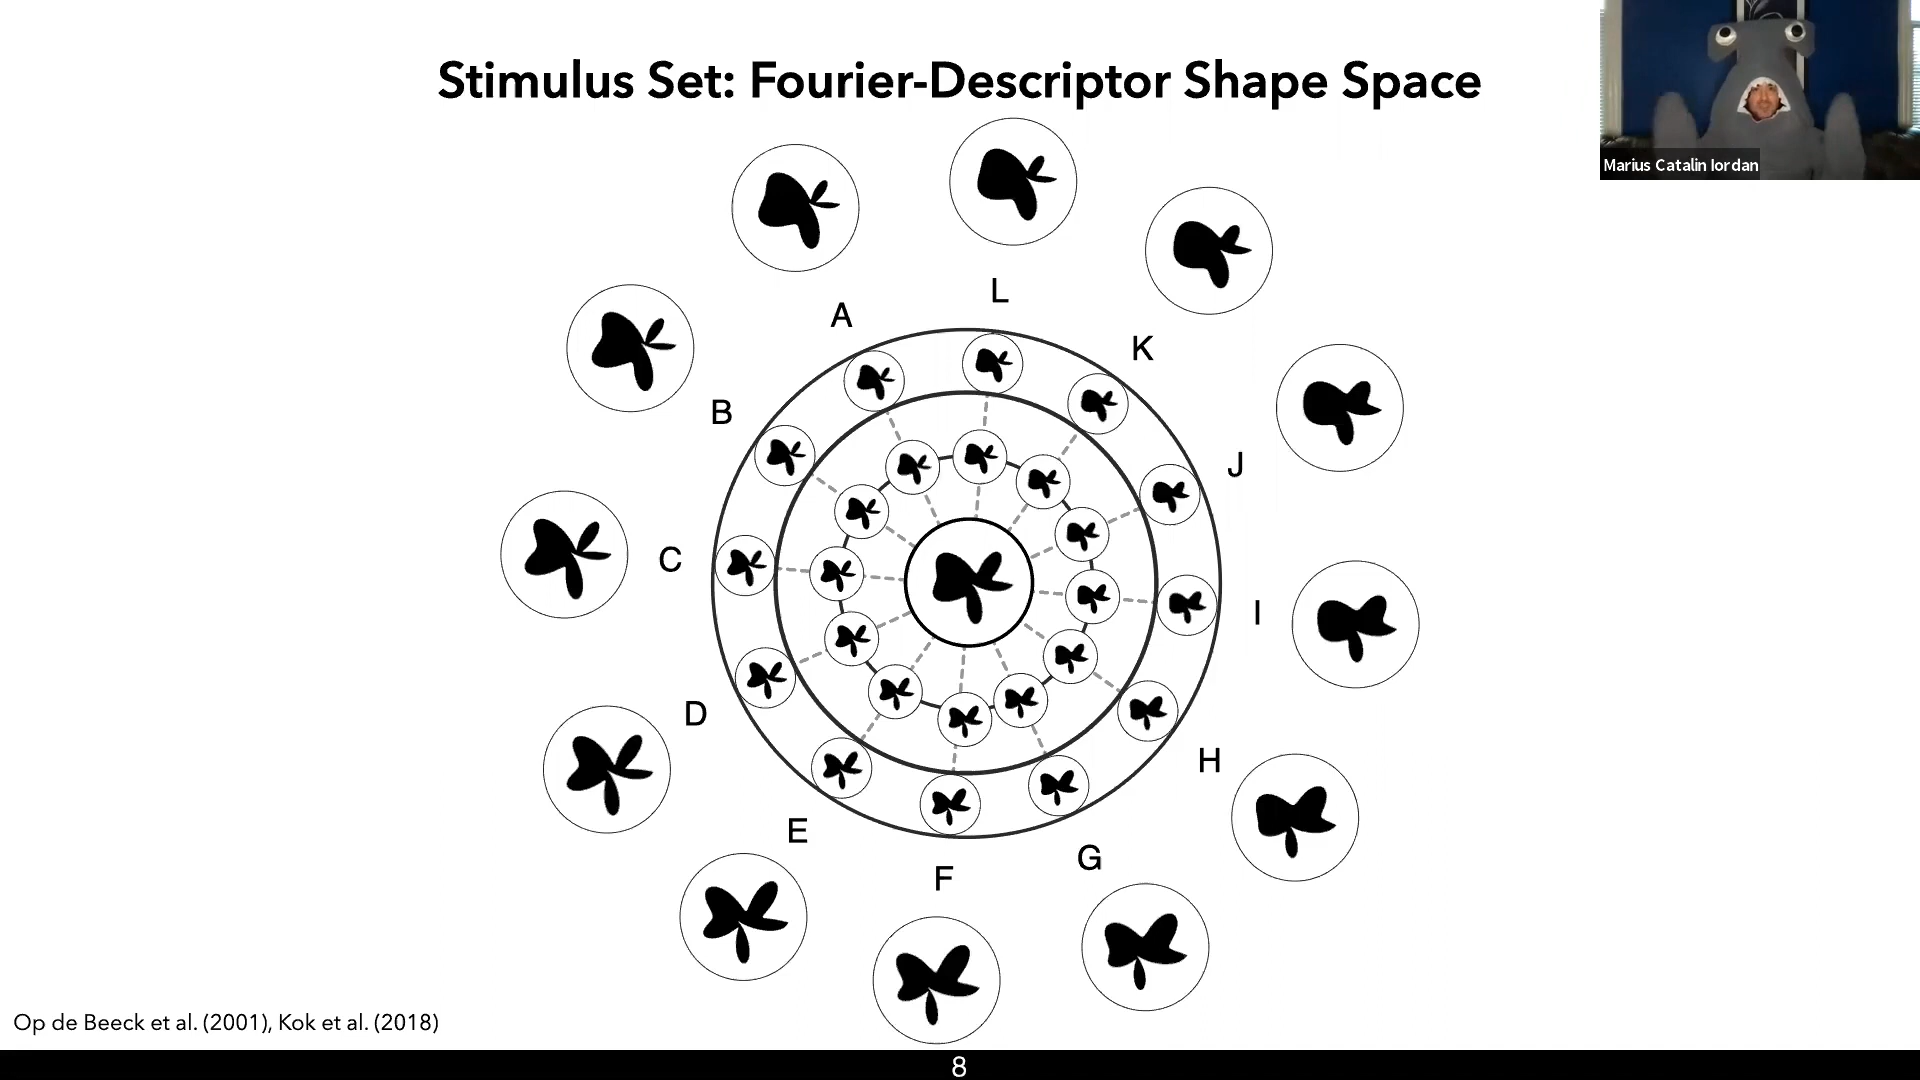 Stimulus Set: Fourier-Descriptor Shape Space
Marius Catalin Iordan
L
A
K
B
J
C
I
D
H
E
G
F
Op de Beeck et al. (2001), Kok et al. (2018)
8